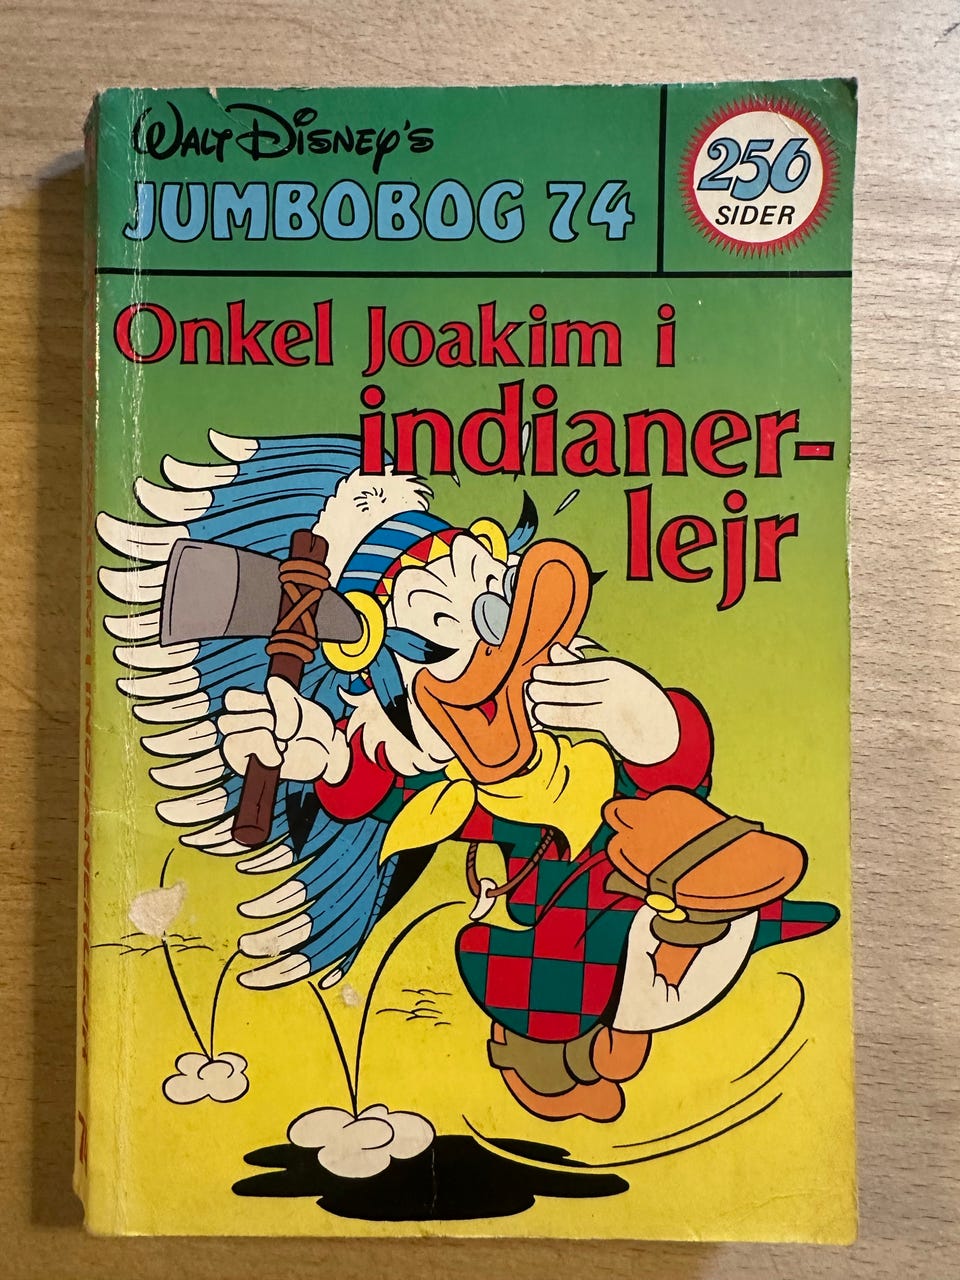 WALT DISNEY'S
JUMBOBOG 74
256
SIDER
Onkel Joakim i
indianer-
lejr